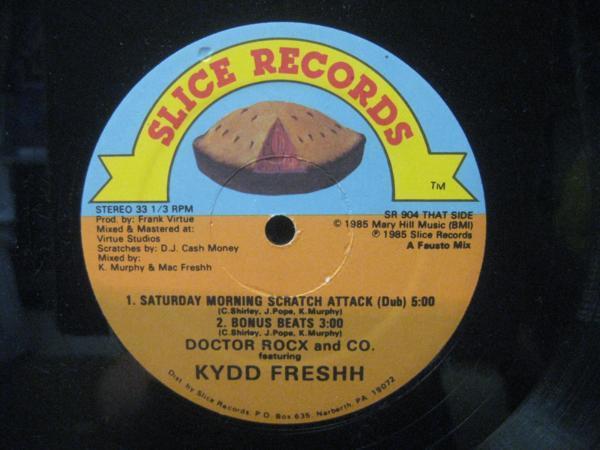 SLICE RECORDS
TM
STEREO 33 1/3 RPM
Prod. by: Frank Virtue
Mixed & Mastered at:
Virtue Studios
Scratches by: D.J. Cash Money
Mixed by:
K. Murphy & Mac Freshh
SR 904 THAT SIDE
© 1985 Mary Hill Music (BMI)
℗ 1985 Slice Records
A Fausto Mix
1. SATURDAY MORNING SCRATCH ATTACK (Dub) 5:00
(C.Shirley, J.Pope, K.Murphy)
2. BONUS BEATS 3:00
(C.Shirley, J.Pope, K.Murphy)
DOCTOR ROCX and CO.
featuring
KYDD FRESHH
Dist. by Slice Records, P.O. Box 635, Narberth, PA. 19072